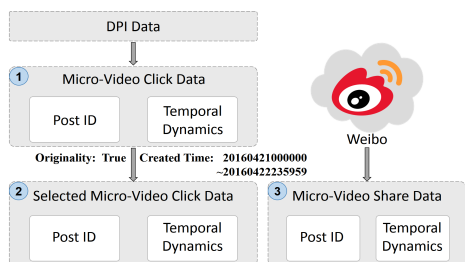 DPI Data
1
Micro-Video Click Data
Post ID
Temporal
Dynamics
Weibo
Originality: True
Created Time: 20160421000000
~20160422235959
2
Selected Micro-Video Click Data
Post ID
Temporal
Dynamics
3
Micro-Video Share Data
Post ID
Temporal
Dynamics